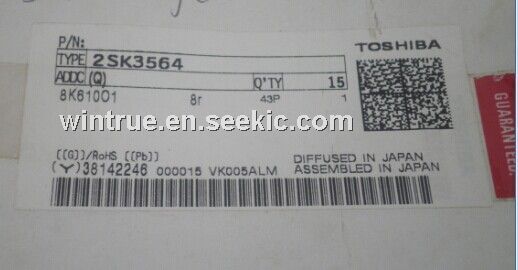 P/N:
TOSHIBA
TYPE 2SK3564
ADDC (Q) Q'TY 15
8K61001 8r 43P 1
wintrue.en.seekic.com
GUARANTEED.
[[G]]/RoHS [[Pb]] DIFFUSED IN JAPAN
(Y)38142246 000015 VK005ALM ASSEMBLED IN JAPAN